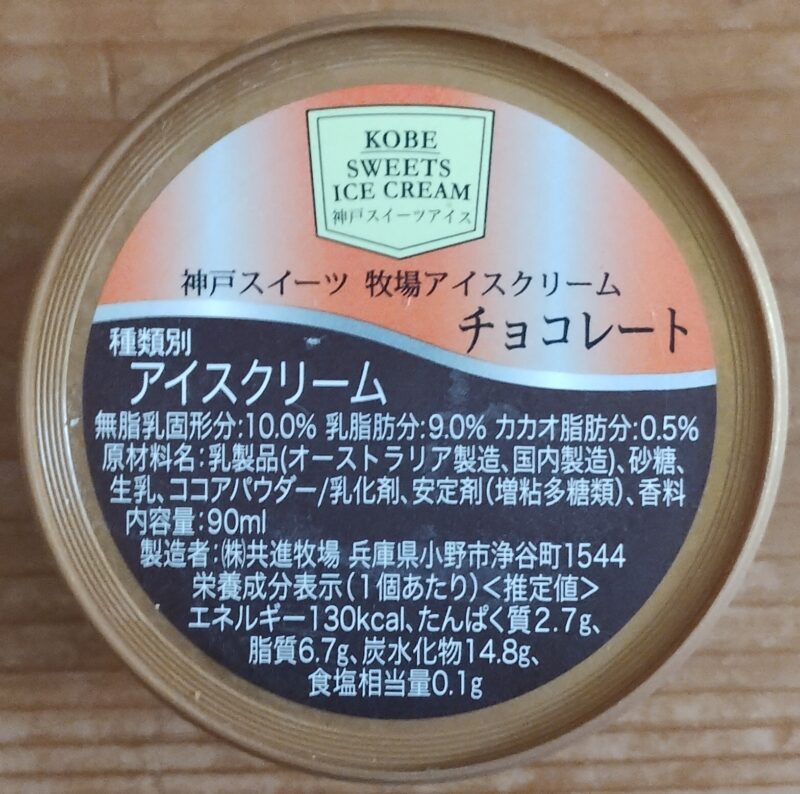 KOBE
SWEETS
ICE CREAM
神戸スイーツアイス
神戸スイーツ 牧場アイスクリーム
チョコレート
種類別
アイスクリーム
無脂乳固形分:10.0% 乳脂肪分:9.0% カカオ脂肪分:0.5%
原材料名:乳製品(オーストラリア製造、国内製造)、砂糖、
生乳、ココアパウダー/乳化剤、安定剤(増粘多糖類)、香料
内容量:90ml
製造者:㈱共進牧場 兵庫県小野市浄谷町1544
栄養成分表示(1個あたり)<推定値>
エネルギー130kcal、たんぱく質2.7g、
脂質6.7g、炭水化物14.8g、
食塩相当量0.1g